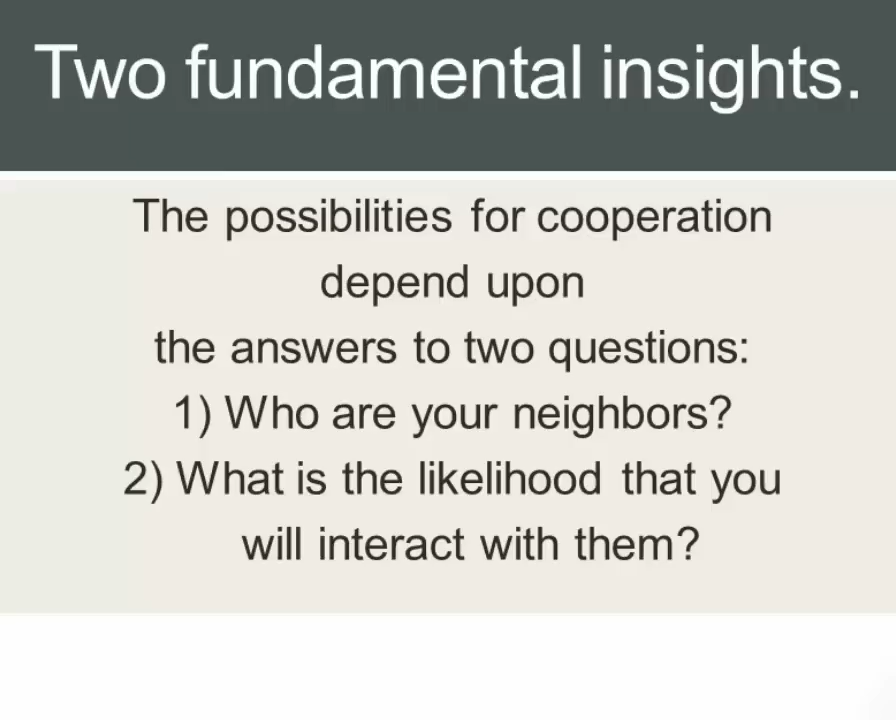 Two fundamental insights.
The possibilities for cooperation
depend upon
the answers to two questions:
1) Who are your neighbors?
2) What is the likelihood that you
will interact with them?